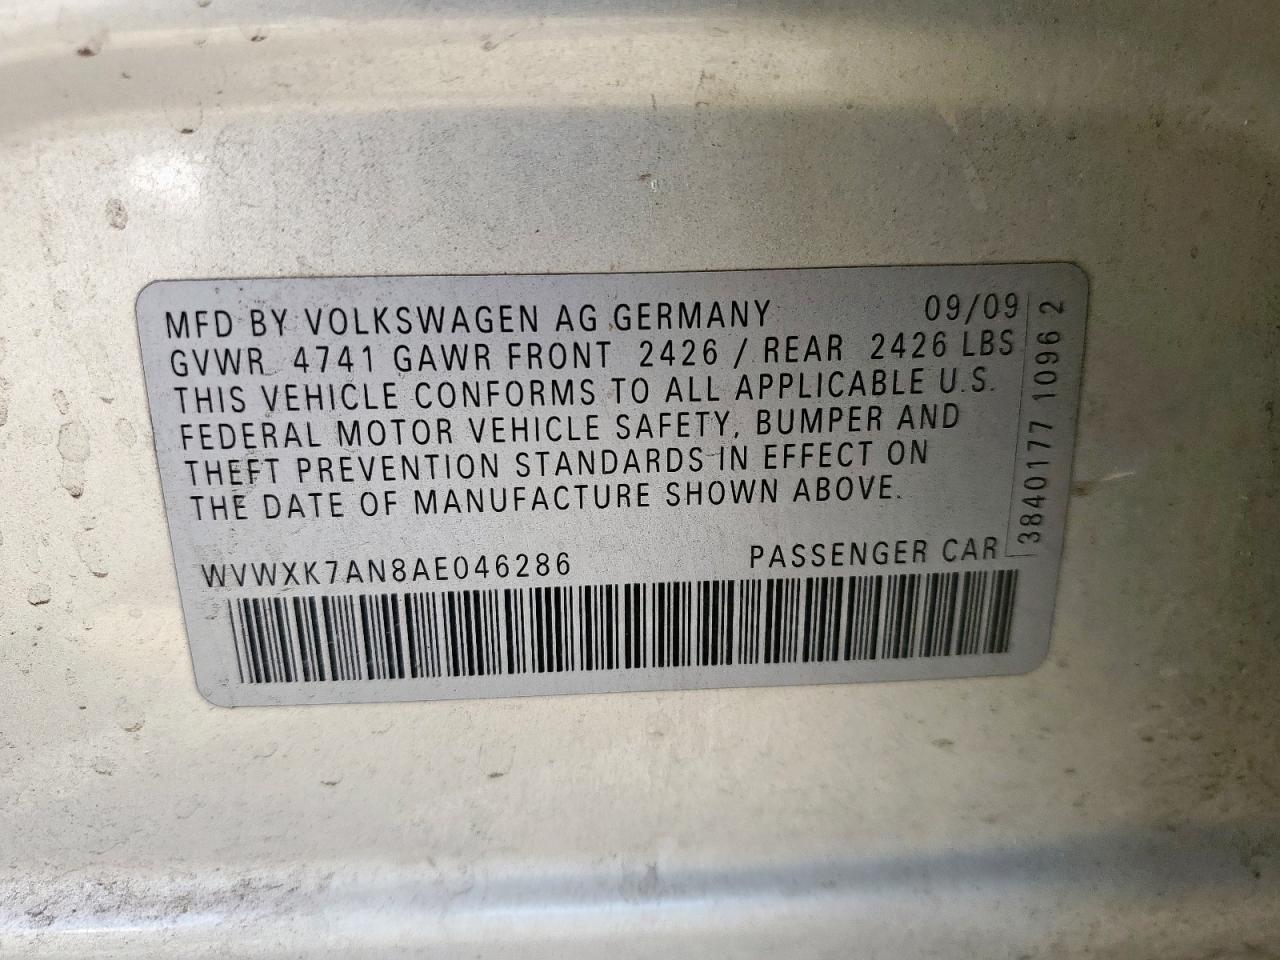 MFD BY VOLKSWAGEN AG GERMANY 09/09
GVWR 4741 GAWR FRONT 2426 / REAR 2426 LBS
THIS VEHICLE CONFORMS TO ALL APPLICABLE U.S.
FEDERAL MOTOR VEHICLE SAFETY, BUMPER AND
THEFT PREVENTION STANDARDS IN EFFECT ON
THE DATE OF MANUFACTURE SHOWN ABOVE.
WVWXK7AN8AE046286 PASSENGER CAR
3840177 1096 2